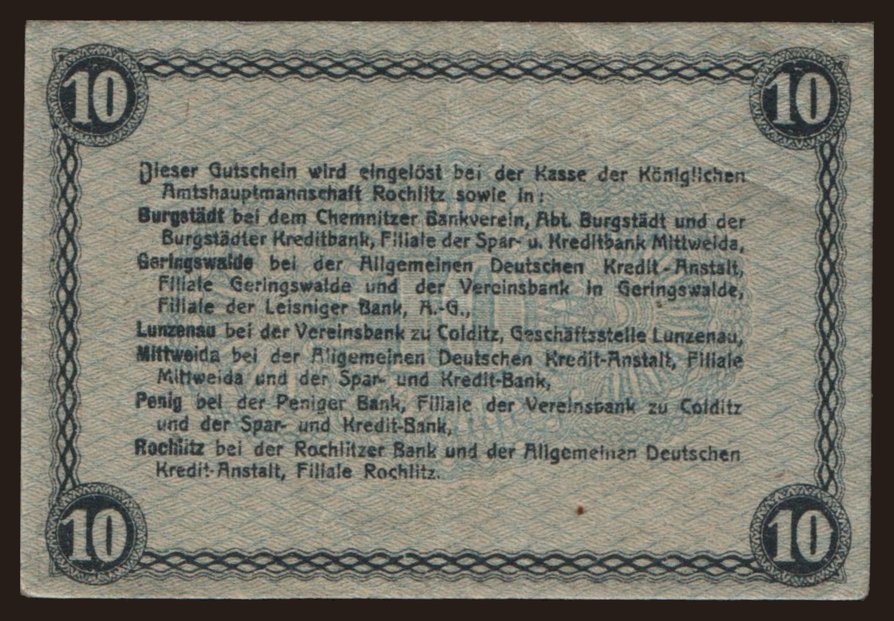 10 10
Dieser Gutschein wird eingelöst bei der Kasse der Königlichen
Amtshauptmannschaft Rochlitz sowie in:
Burgstädt bei dem Chemnitzer Bankverein, Abt. Burgstädt und der
Burgstädter Kreditbank, Filiale der Spar- u. Kreditbank Mittweida,
Geringswalde bei der Allgemeinen Deutschen Kredit-Anstalt,
Filiale Geringswalde und der Vereinsbank in Geringswalde,
Filiale der Leisniger Bank, A.-G.,
Lunzenau bei der Vereinsbank zu Colditz, Geschäftsstelle Lunzenau,
Mittweida bei der Allgemeinen Deutschen Kredit-Anstalt, Filiale
Mittweida und der Spar- und Kredit-Bank,
Penig bei der Peniger Bank, Filiale der Vereinsbank zu Colditz
und der Spar- und Kredit-Bank,
Rochlitz bei der Rochlitzer Bank und der Allgemeinen Deutschen
Kredit-Anstalt, Filiale Rochlitz.
10 10